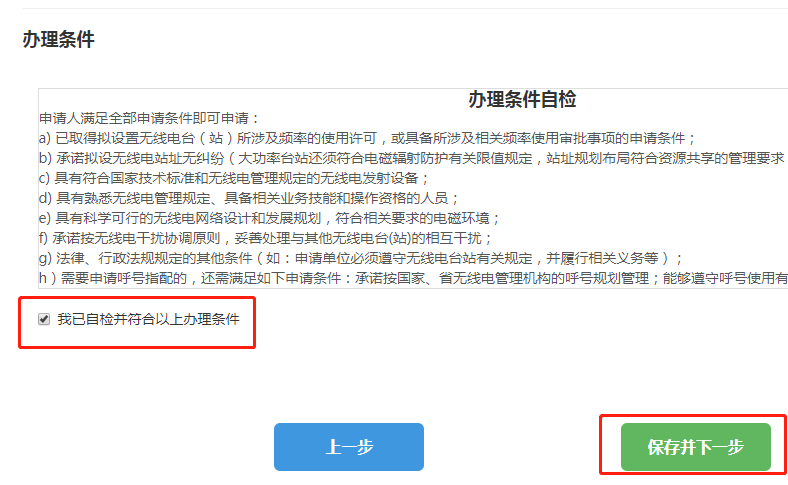 办理条件
办理条件自检
申请人满足全部申请条件即可申请：
a) 已取得拟设置无线电台（站）所涉及频率的使用许可，或具备所涉及相关频率使用审批事项的申请条件；
b) 承诺拟设无线电站址无纠纷（大功率台站还须符合电磁辐射防护有关限值规定，站址规划布局符合资源共享的管理要求
c) 具有符合国家技术标准和无线电管理规定的无线电发射设备；
d) 具有熟悉无线电管理规定、具备相关业务技能和操作资格的人员；
e) 具有科学可行的无线电网络设计和发展规划，符合相关要求的电磁环境；
f) 承诺按无线电干扰协调原则，妥善处理与其他无线电台(站)的相互干扰；
g) 法律、行政法规规定的其他条件（如：申请单位必须遵守无线电台站有关规定，并履行相关义务等）；
h）需要申请呼号指配的，还需满足如下申请条件：承诺按国家、省无线电管理机构的呼号规划管理；能够遵守呼号使用有
我已自检并符合以上办理条件
上一步
保存并下一步